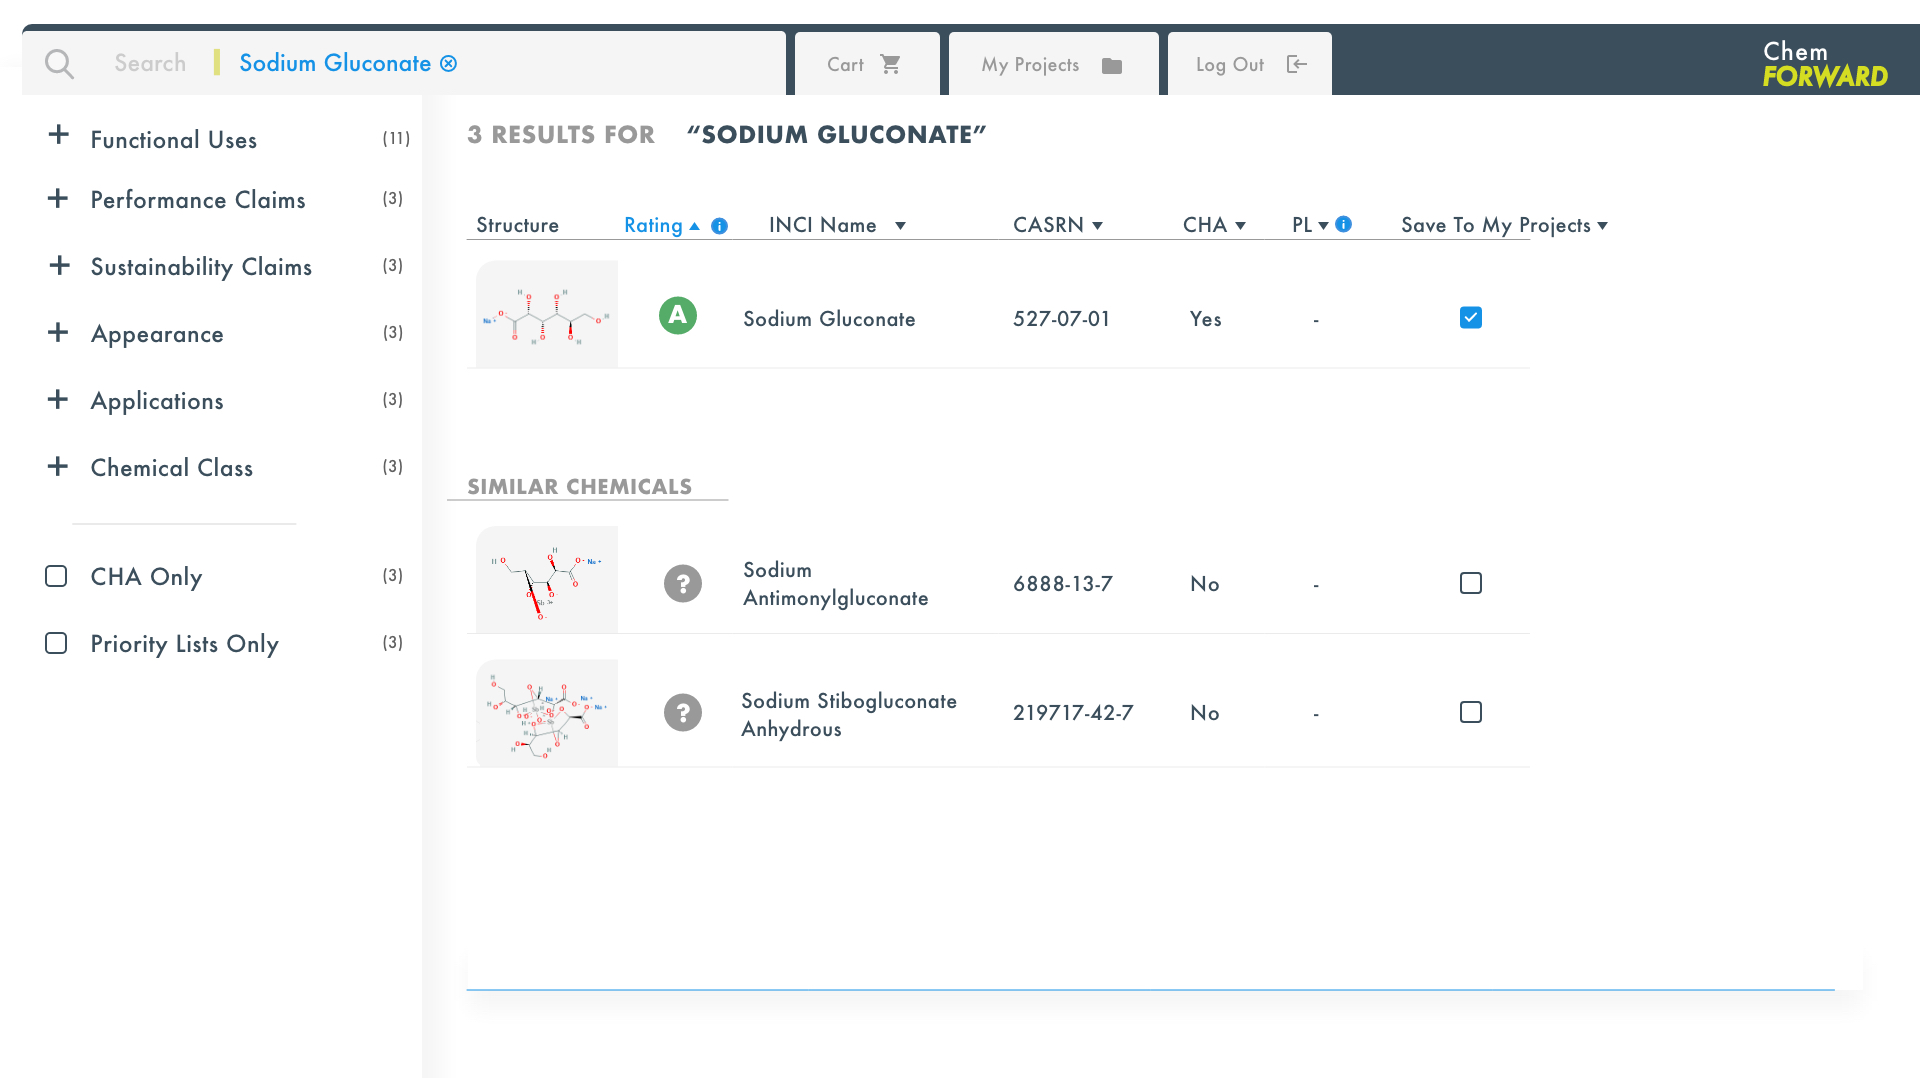 Search Sodium Gluconate
Cart
My Projects
Log Out
Chem
FORWARD
Functional Uses (11)
Performance Claims (3)
Sustainability Claims (3)
Appearance (3)
Applications (3)
Chemical Class (3)
CHA Only (3)
Priority Lists Only (3)
3 RESULTS FOR “SODIUM GLUCONATE”
Structure Rating INCI Name CASRN CHA PL Save To My Projects
A Sodium Gluconate 527-07-01 Yes -
SIMILAR CHEMICALS
? Sodium
Antimonylgluconate 6888-13-7 No -
? Sodium Stibogluconate
Anhydrous 219717-42-7 No -